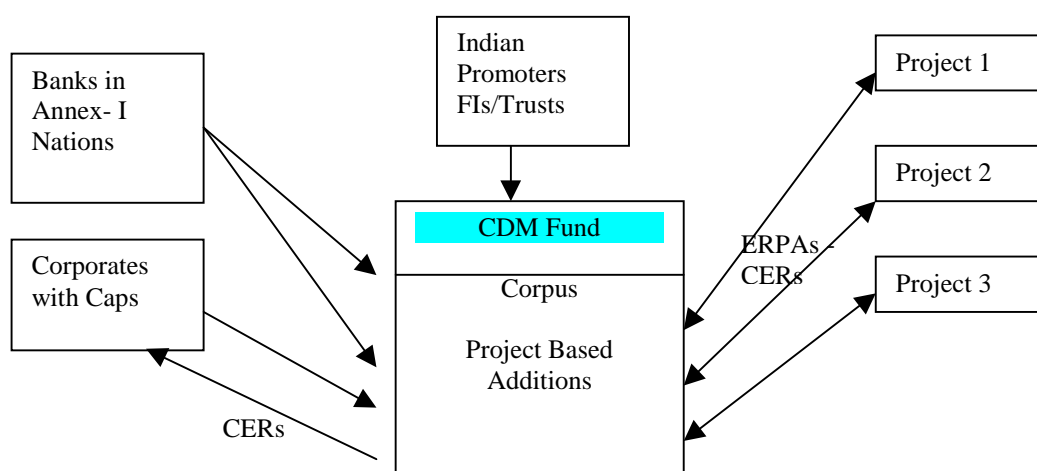 Banks in
Annex- I
Nations
Indian
Promoters
FIs/Trusts
Project 1
Project 2
Project 3
Corporates
with Caps
CDM Fund
Corpus
Project Based
Additions
ERPAs -
CERs
CERs